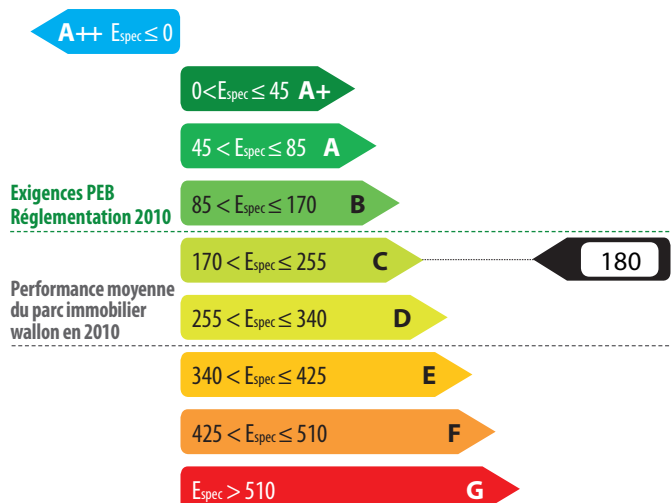 A++ Espec ≤ 0
0<Espec ≤ 45 A+
45 < Espec ≤ 85 A
Exigences PEB
Réglementation 2010
85 < Espec ≤ 170 B
170 < Espec ≤ 255 C
180
Performance moyenne
du parc immobilier
wallon en 2010
255 < Espec ≤ 340 D
340 < Espec ≤ 425 E
425 < Espec ≤ 510 F
Espec > 510 G